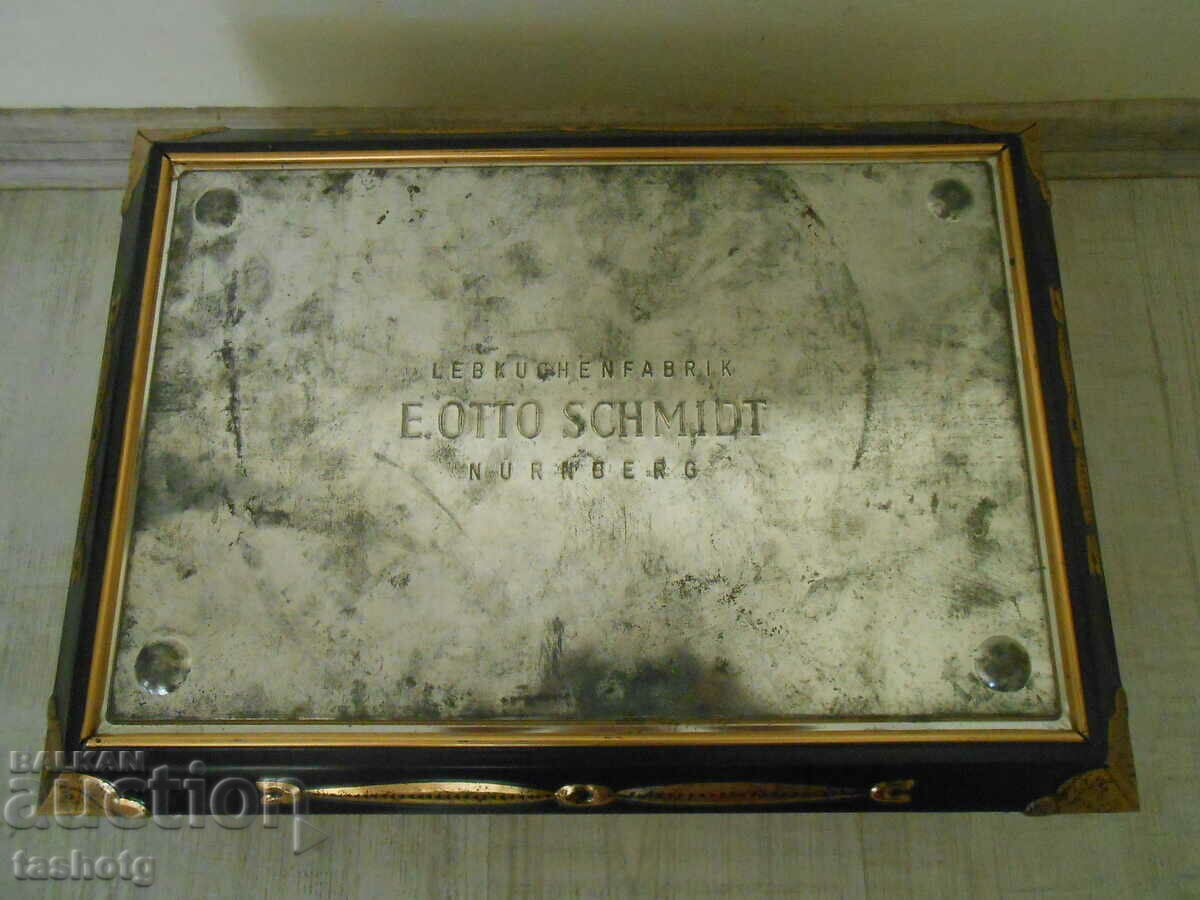 LEBKUCHENFABRIK
E. OTTO SCHMIDT
NÜRNBERG
BALKAN
auction
tashotg